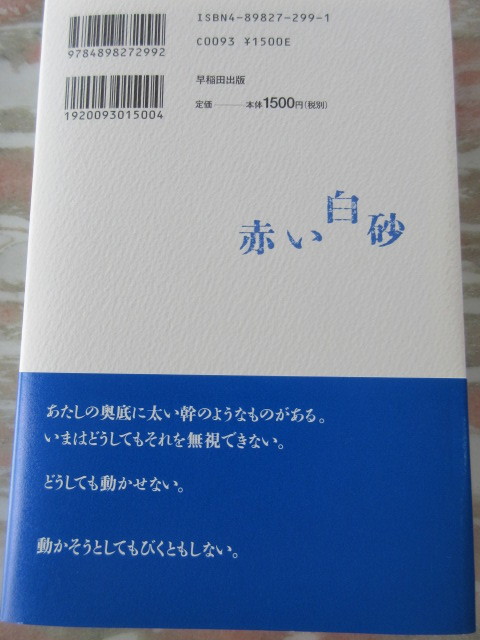 ISBN4-89827-299-1
9784898272992
C0093 ¥1500E
早稲田出版
1920093015004
定価―――本体1500円(税別)
赤い白砂
あたしの奥底に太い幹のようなものがある。
いまはどうしてもそれを無視できない。
どうしても動かせない。
動かそうとしてもびくともしない。